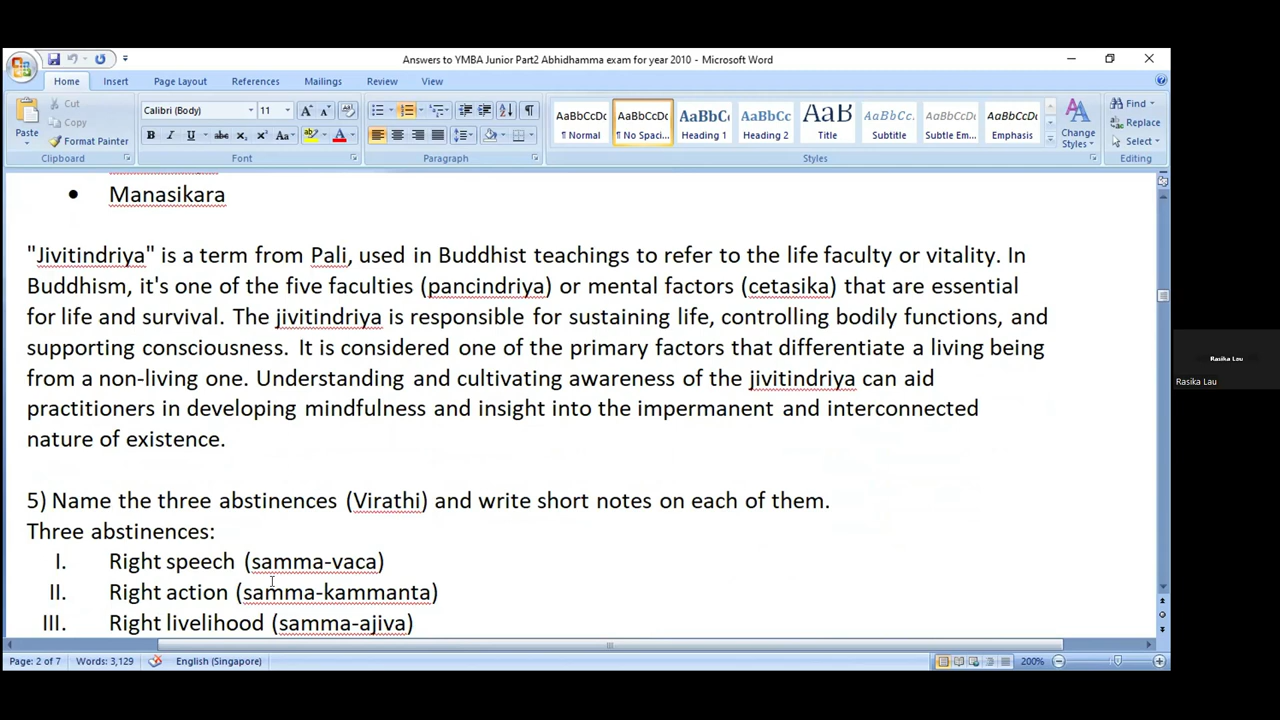 Answers to YMBA Junior Part2 Abhidhamma exam for year 2010 - Microsoft Word
Home Insert Page Layout References Mailings Review View
Paste
Cut
Copy
Format Painter
Clipboard
Calibri (Body) 11
Font
Paragraph
AaBbCcDc AaBbCcDc AaBbC AaBbCc AaB AaBbCc. AaBbCcDc AaBbCcDc
¶ Normal ¶ No Spaci... Heading 1 Heading 2 Title Subtitle Subtle Em... Emphasis
Change Styles
Styles
Find
Replace
Select
Editing
• Manasikara
"Jivitindriya" is a term from Pali, used in Buddhist teachings to refer to the life faculty or vitality. In
Buddhism, it's one of the five faculties (pancindriya) or mental factors (cetasika) that are essential
for life and survival. The jivitindriya is responsible for sustaining life, controlling bodily functions, and
supporting consciousness. It is considered one of the primary factors that differentiate a living being
from a non-living one. Understanding and cultivating awareness of the jivitindriya can aid
practitioners in developing mindfulness and insight into the impermanent and interconnected
nature of existence.
5) Name the three abstinences (Virathi) and write short notes on each of them.
Three abstinences:
I. Right speech (samma-vaca)
II. Right action (samma-kammanta)
III. Right livelihood (samma-ajiva)
Page: 2 of 7 Words: 3,129 English (Singapore) 200%
Rasika Lau
Rasika Lau